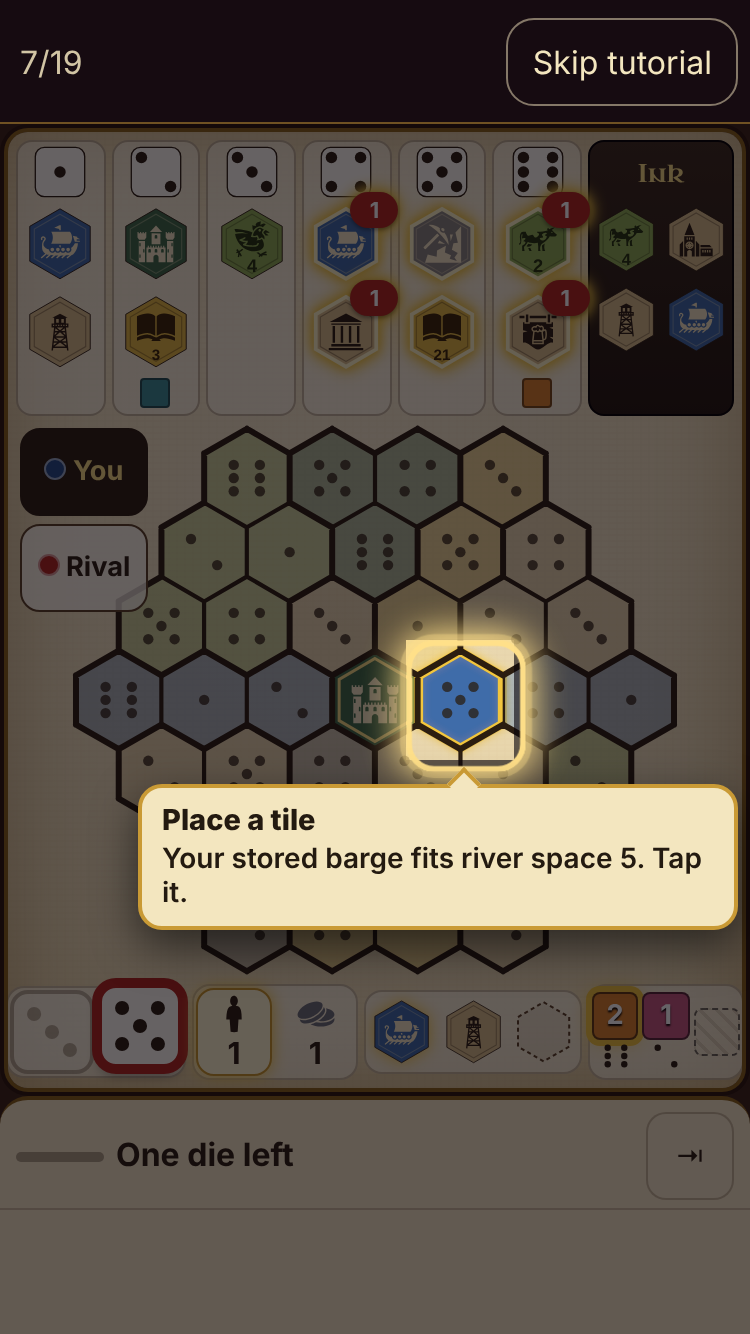 7/19
Skip tutorial
1
1
Ink
4
2
4
1
1
3
21
You
Rival
Place a tile
Your stored barge fits river space 5. Tap
it.
1
1
2
1
One die left